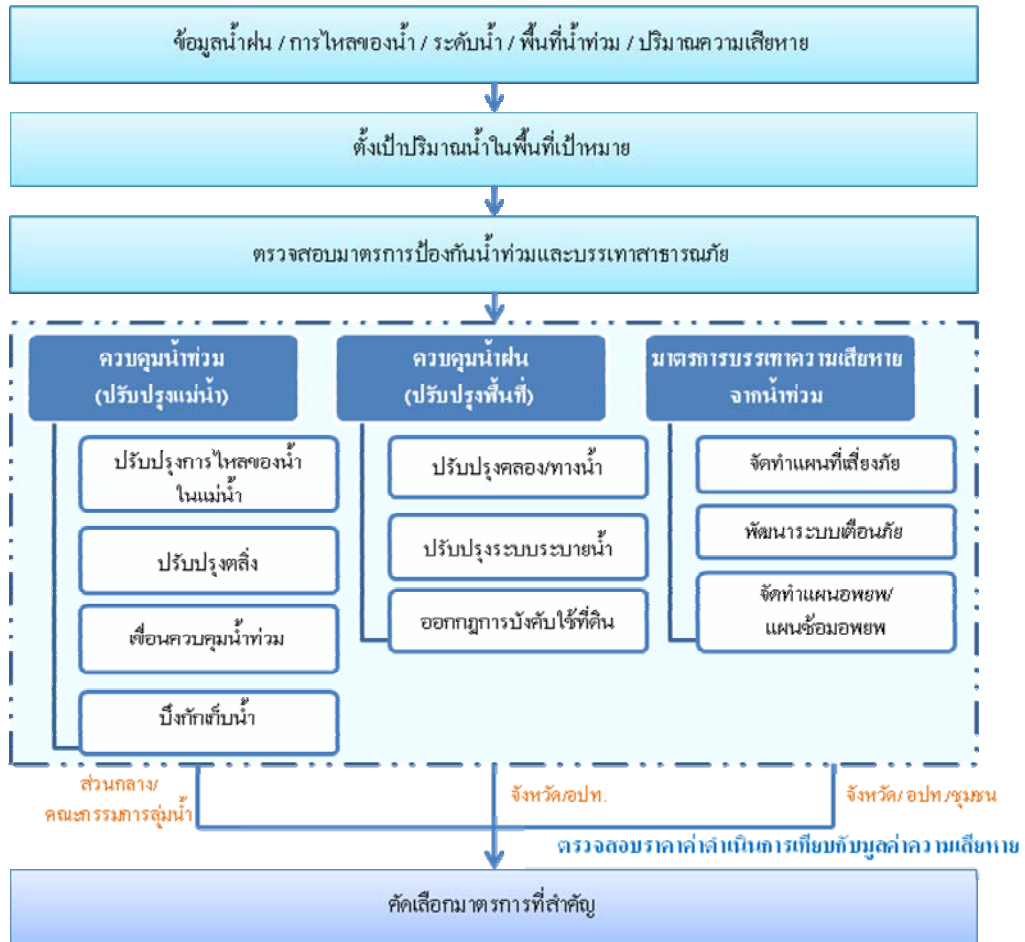 ข้อมูลน้ำฝน / การไหลของน้ำ / ระดับน้ำ / พื้นที่น้ำท่วม / ปริมาณความเสียหาย
ตั้งเป้าปริมาณน้ำในพื้นที่เป้าหมาย
ตรวจสอบมาตรการป้องกันน้ำท่วมและบรรเทาสาธารณภัย
ควบคุมน้ำท่วม
(ปรับปรุงแม่น้ำ)
ปรับปรุงการไหลของน้ำ
ในแม่น้ำ
ปรับปรุงตลิ่ง
เขื่อนควบคุมน้ำท่วม
บึงกักเก็บน้ำ
ควบคุมน้ำฝน
(ปรับปรุงพื้นที่)
ปรับปรุงคลอง/ทางน้ำ
ปรับปรุงระบบระบายน้ำ
ออกกฎการบังคับใช้ที่ดิน
มาตรการบรรเทาความเสียหาย
จากน้ำท่วม
จัดทำแผนที่เสี่ยงภัย
พัฒนาระบบเตือนภัย
จัดทำแผนอพยพ/
แผนซ้อมอพยพ
ส่วนกลาง/
คณะกรรมการลุ่มน้ำ
จังหวัด/อปท.
จังหวัด/อปท./ชุมชน
ตรวจสอบราคาค่าดำเนินการเทียบกับมูลค่าความเสียหาย
คัดเลือกมาตรการที่สำคัญ